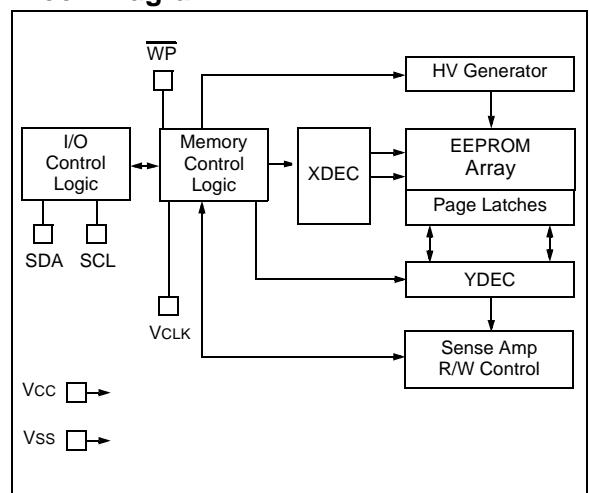 WP
HV Generator
I/O
Control
Logic
Memory
Control
Logic
XDEC
EEPROM
Array
Page Latches
SDA SCL
YDEC
VCLK
Sense Amp
R/W Control
VCC
VSS